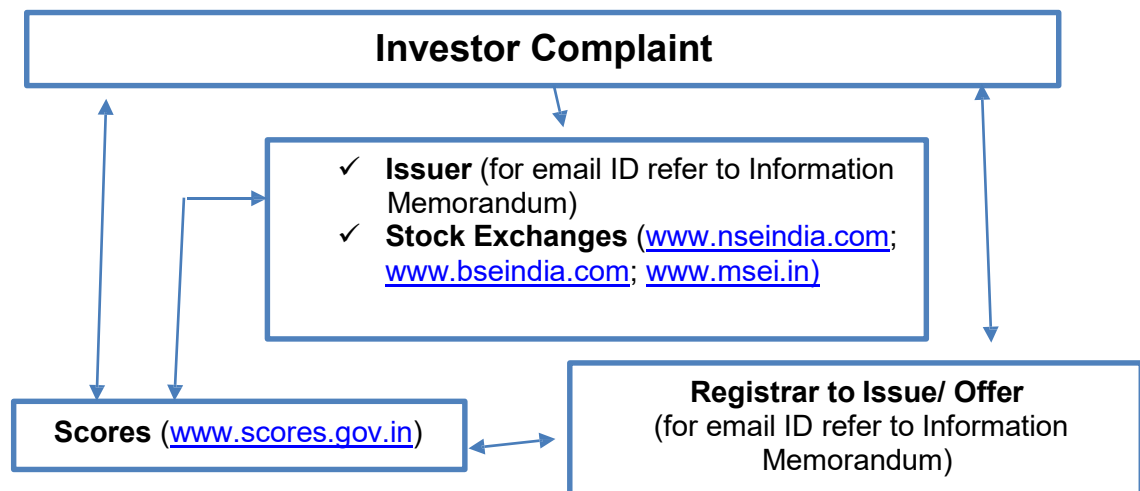 Investor Complaint
✓ Issuer (for email ID refer to Information
Memorandum)
✓ Stock Exchanges (www.nseindia.com;
www.bseindia.com; www.msei.in)
Registrar to Issue/ Offer
(for email ID refer to Information
Memorandum)
Scores (www.scores.gov.in)